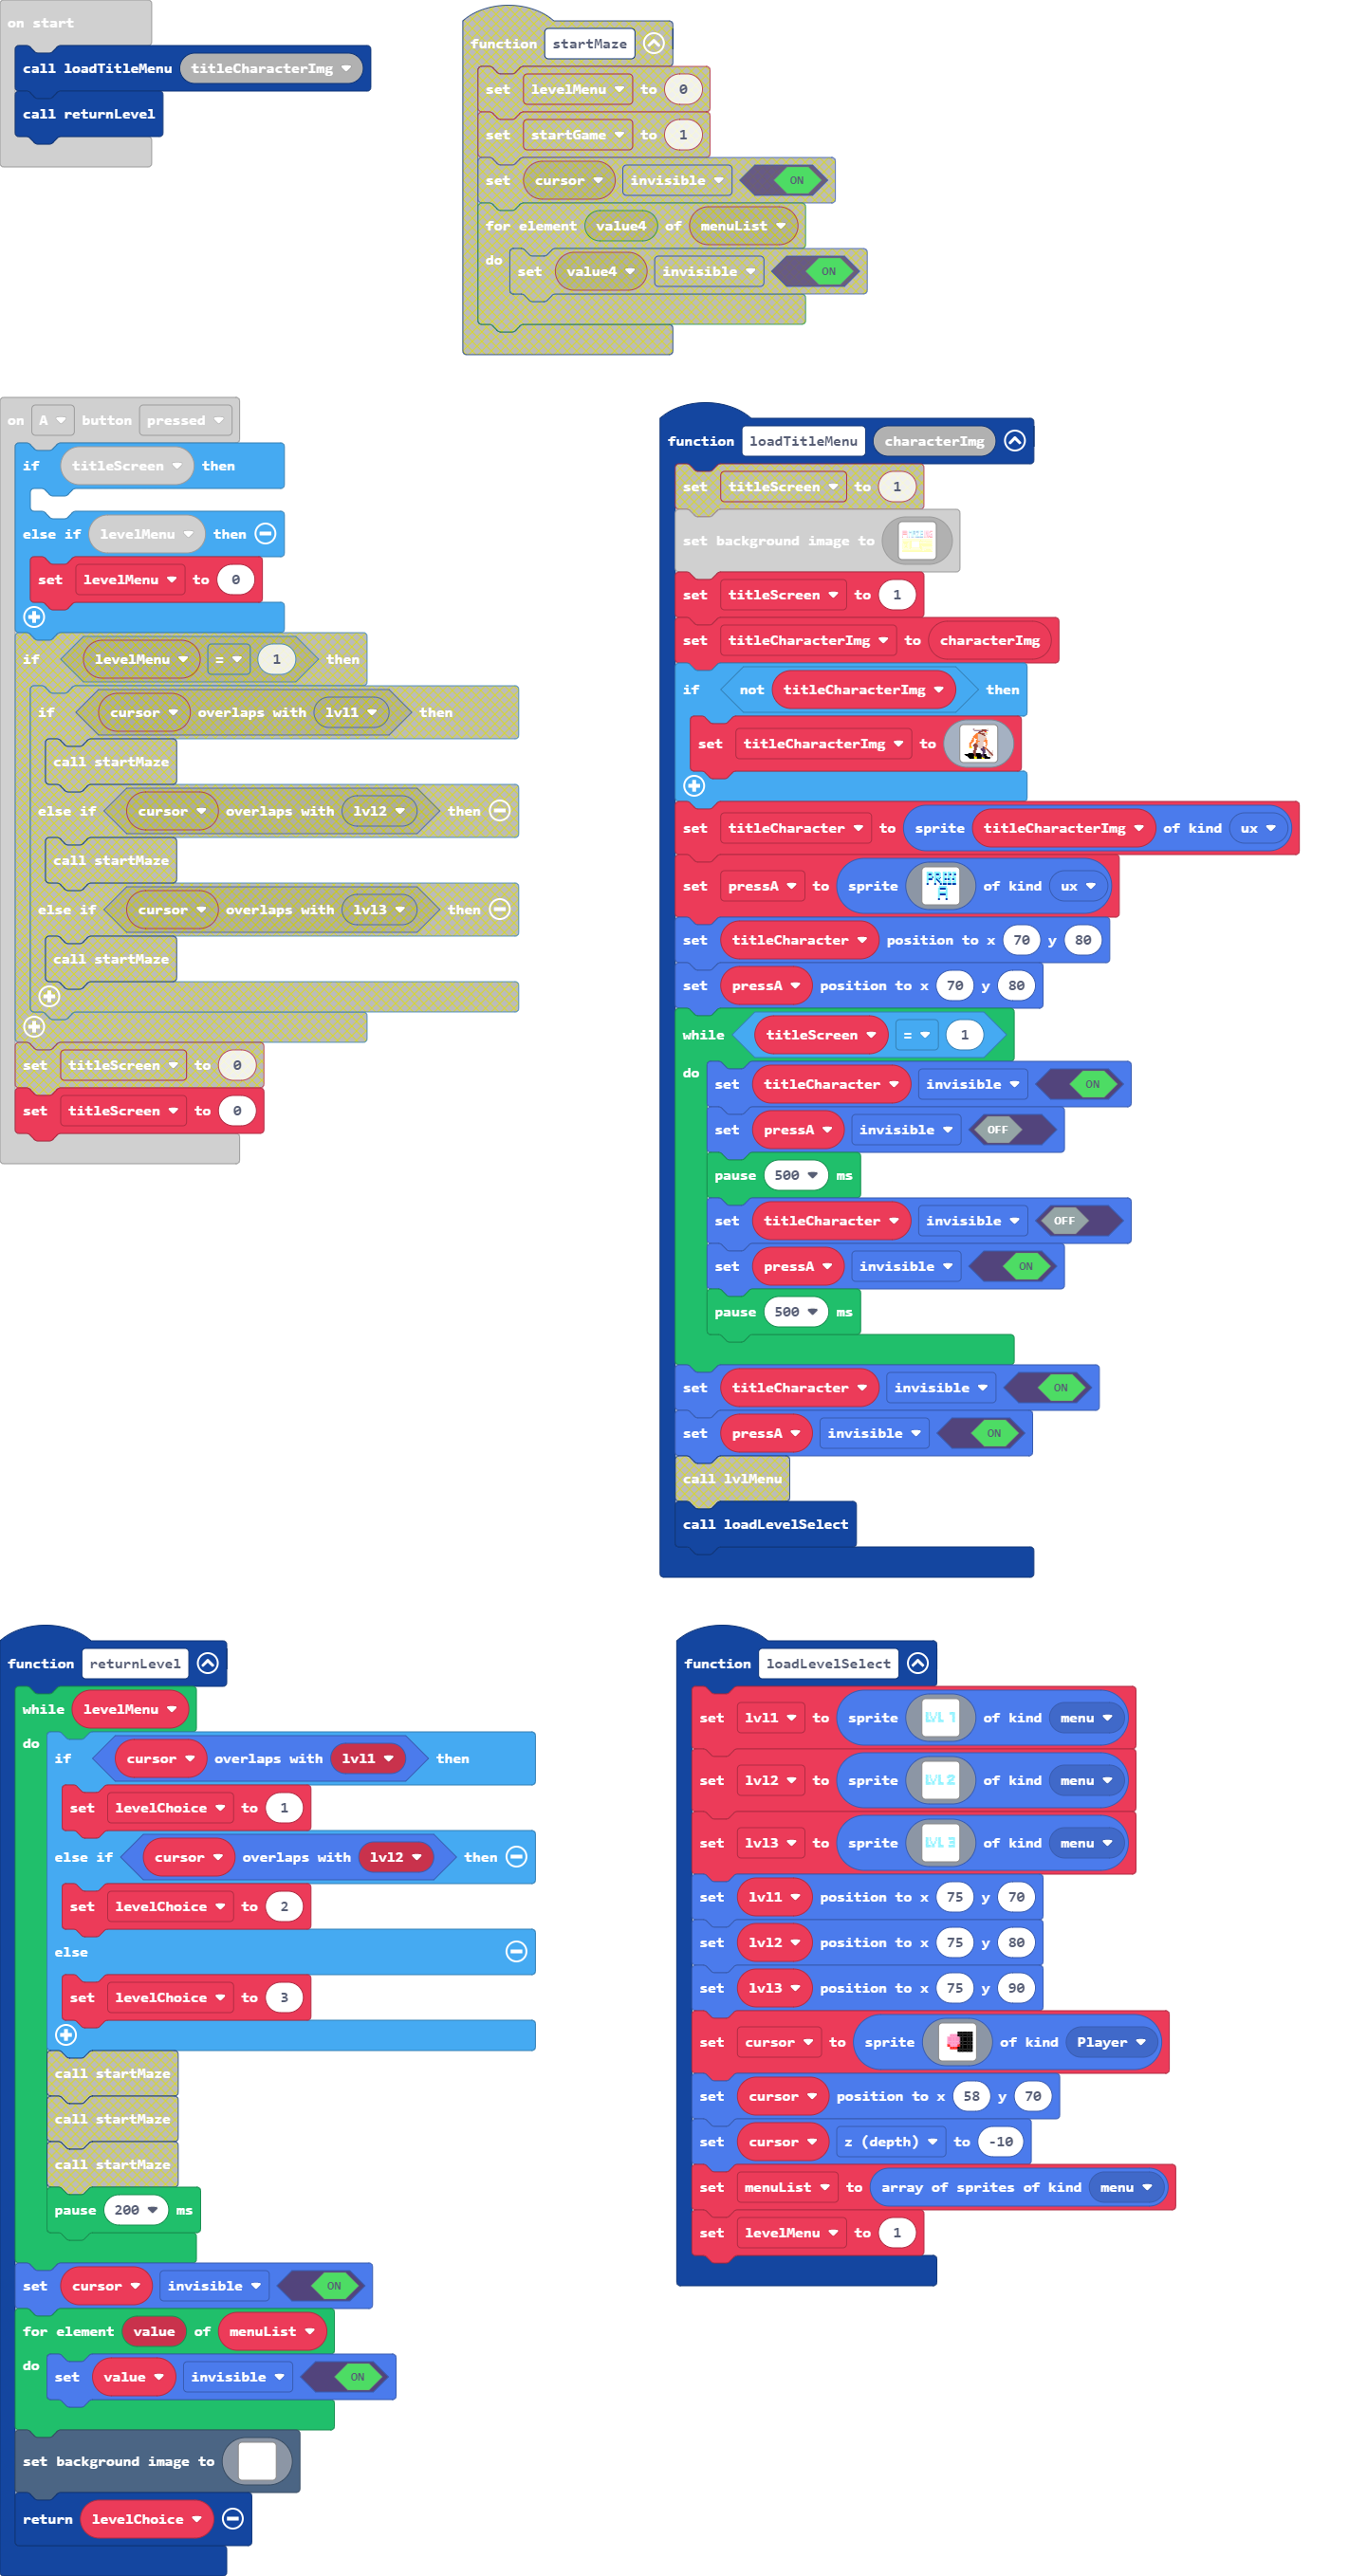 on start
call loadTitleMenu titleCharacterImg
call returnLevel
function startMaze
set levelMenu to 0
set startGame to 1
set cursor invisible ON
for element value4 of menuList
do set value4 invisible ON
on A button pressed
if titleScreen then
else if levelMenu then
set levelMenu to 0
if levelMenu = 1 then
if cursor overlaps with lvl1 then
call startMaze
else if cursor overlaps with lvl2 then
call startMaze
else if cursor overlaps with lvl3 then
call startMaze
set titleScreen to 0
set titleScreen to 0
function loadTitleMenu characterImg
set titleScreen to 1
set background image to
set titleScreen to 1
set titleCharacterImg to characterImg
if not titleCharacterImg then
set titleCharacterImg to
set titleCharacter to sprite titleCharacterImg of kind ux
set pressA to sprite PRESS A of kind ux
set titleCharacter position to x 70 y 80
set pressA position to x 70 y 80
while titleScreen = 1
do set titleCharacter invisible ON
set pressA invisible OFF
pause 500 ms
set titleCharacter invisible OFF
set pressA invisible ON
pause 500 ms
set titleCharacter invisible ON
set pressA invisible ON
call lvlMenu
call loadLevelSelect
function returnLevel
while levelMenu
do if cursor overlaps with lvl1 then
set levelChoice to 1
else if cursor overlaps with lvl2 then
set levelChoice to 2
else
set levelChoice to 3
call startMaze
call startMaze
call startMaze
pause 200 ms
set cursor invisible ON
for element value of menuList
do set value invisible ON
set background image to
return levelChoice
function loadLevelSelect
set lvl1 to sprite LVL 1 of kind menu
set lvl2 to sprite LVL 2 of kind menu
set lvl3 to sprite LVL 3 of kind menu
set lvl1 position to x 75 y 70
set lvl2 position to x 75 y 80
set lvl3 position to x 75 y 90
set cursor to sprite of kind Player
set cursor position to x 58 y 70
set cursor z (depth) to -10
set menuList to array of sprites of kind menu
set levelMenu to 1